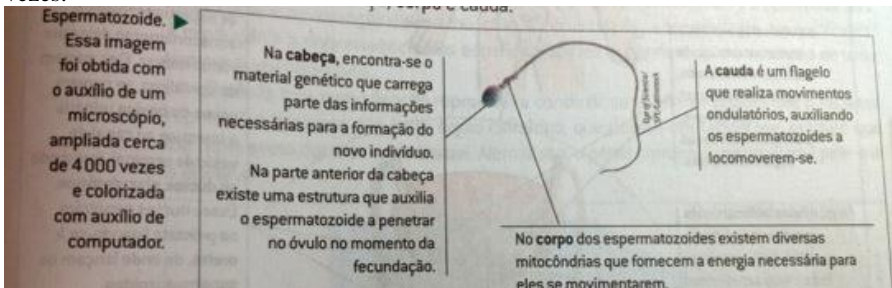 vezes.
corpo e cauda.
Espermatozoide.
Essa imagem
foi obtida com
o auxílio de um
microscópio,
ampliada cerca
de 4 000 vezes
e colorizada
com auxílio de
computador.
Na cabeça, encontra-se o
material genético que carrega
parte das informações
necessárias para a formação do
novo indivíduo.
Na parte anterior da cabeça
existe uma estrutura que auxilia
o espermatozoide a penetrar
no óvulo no momento da
fecundação.
A cauda é um flagelo
que realiza movimentos
ondulatórios, auxiliando
os espermatozoides a
locomoverem-se.
No corpo dos espermatozoides existem diversas
mitocôndrias que fornecem a energia necessária para
eles se movimentarem.